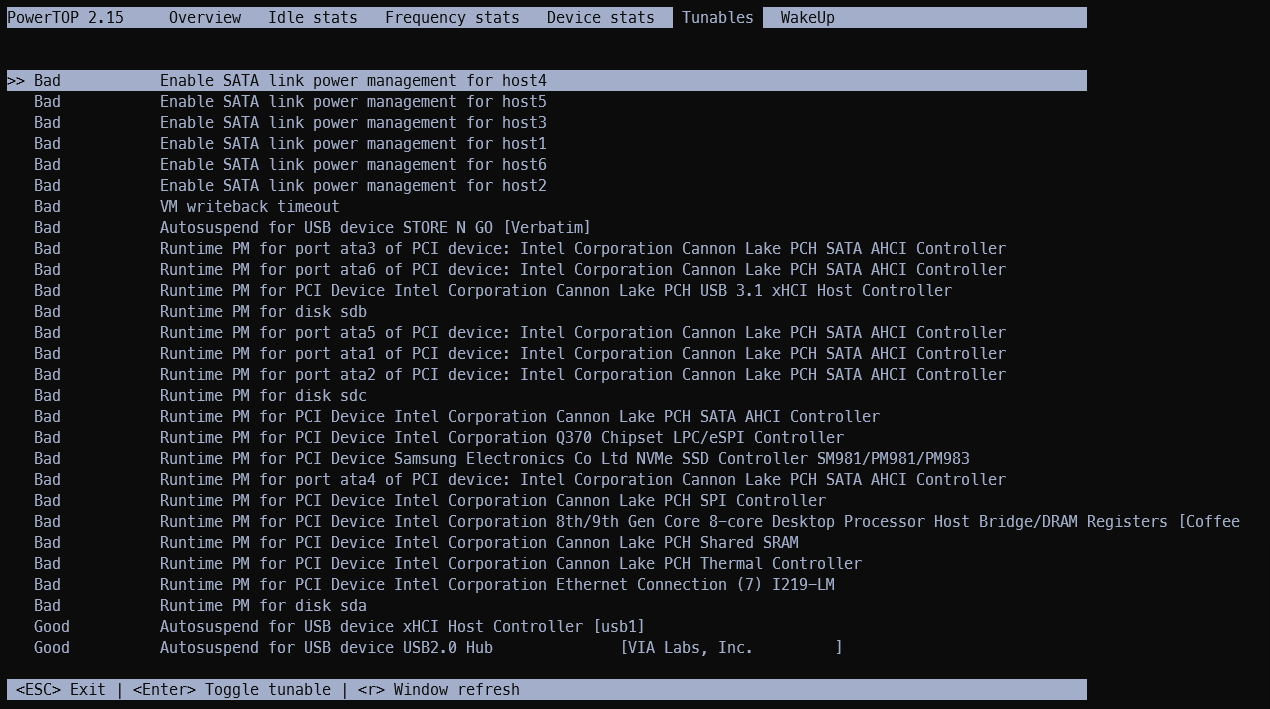 PowerTOP 2.15     Overview   Idle stats   Frequency stats   Device stats   Tunables   WakeUp
>> Bad           Enable SATA link power management for host4
   Bad           Enable SATA link power management for host5
   Bad           Enable SATA link power management for host3
   Bad           Enable SATA link power management for host1
   Bad           Enable SATA link power management for host6
   Bad           Enable SATA link power management for host2
   Bad           VM writeback timeout
   Bad           Autosuspend for USB device STORE N GO [Verbatim]
   Bad           Runtime PM for port ata3 of PCI device: Intel Corporation Cannon Lake PCH SATA AHCI Controller
   Bad           Runtime PM for port ata6 of PCI device: Intel Corporation Cannon Lake PCH SATA AHCI Controller
   Bad           Runtime PM for PCI Device Intel Corporation Cannon Lake PCH USB 3.1 xHCI Host Controller
   Bad           Runtime PM for disk sdb
   Bad           Runtime PM for port ata5 of PCI device: Intel Corporation Cannon Lake PCH SATA AHCI Controller
   Bad           Runtime PM for port ata1 of PCI device: Intel Corporation Cannon Lake PCH SATA AHCI Controller
   Bad           Runtime PM for port ata2 of PCI device: Intel Corporation Cannon Lake PCH SATA AHCI Controller
   Bad           Runtime PM for disk sdc
   Bad           Runtime PM for PCI Device Intel Corporation Cannon Lake PCH SATA AHCI Controller
   Bad           Runtime PM for PCI Device Intel Corporation Q370 Chipset LPC/eSPI Controller
   Bad           Runtime PM for PCI Device Samsung Electronics Co Ltd NVMe SSD Controller SM981/PM981/PM983
   Bad           Runtime PM for port ata4 of PCI device: Intel Corporation Cannon Lake PCH SATA AHCI Controller
   Bad           Runtime PM for PCI Device Intel Corporation Cannon Lake PCH SPI Controller
   Bad           Runtime PM for PCI Device Intel Corporation 8th/9th Gen Core 8-core Desktop Processor Host Bridge/DRAM Registers [Coffee
   Bad           Runtime PM for PCI Device Intel Corporation Cannon Lake PCH Shared SRAM
   Bad           Runtime PM for PCI Device Intel Corporation Cannon Lake PCH Thermal Controller
   Bad           Runtime PM for PCI Device Intel Corporation Ethernet Connection (7) I219-LM
   Bad           Runtime PM for disk sda
   Good          Autosuspend for USB device xHCI Host Controller [usb1]
   Good          Autosuspend for USB device USB2.0 Hub              [VIA Labs, Inc.         ]
 <ESC> Exit | <Enter> Toggle tunable | <r> Window refresh